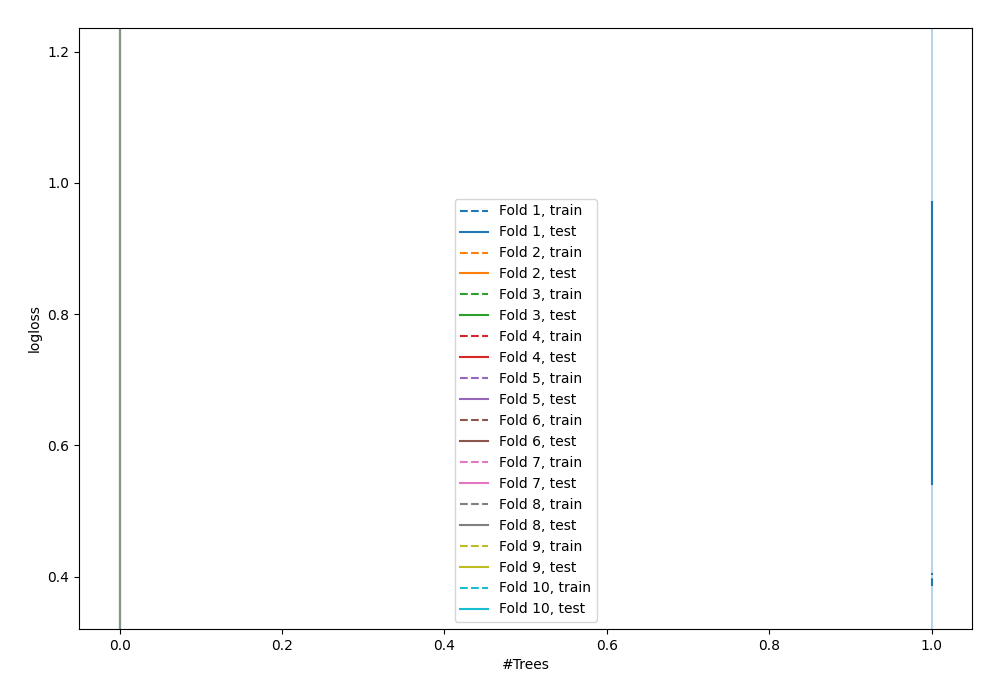 1.2
1.0
0.8
0.6
0.4
logloss
Fold 1, train
Fold 1, test
Fold 2, train
Fold 2, test
Fold 3, train
Fold 3, test
Fold 4, train
Fold 4, test
Fold 5, train
Fold 5, test
Fold 6, train
Fold 6, test
Fold 7, train
Fold 7, test
Fold 8, train
Fold 8, test
Fold 9, train
Fold 9, test
Fold 10, train
Fold 10, test
0.0 0.2 0.4 0.6 0.8 1.0
#Trees